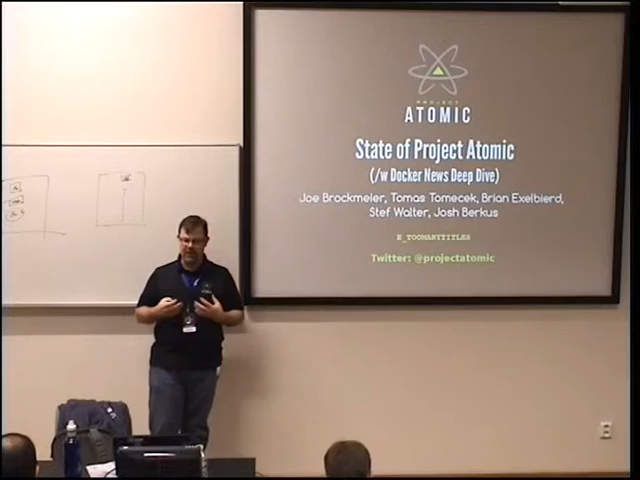 PROJECT
ATOMIC
State of Project Atomic
(/w Docker News Deep Dive)
Joe Brockmeier, Tomas Tomecek, Brian Exelbierd,
Stef Walter, Josh Berkus
E_TOOMANYTITLES
Twitter: @projectatomic